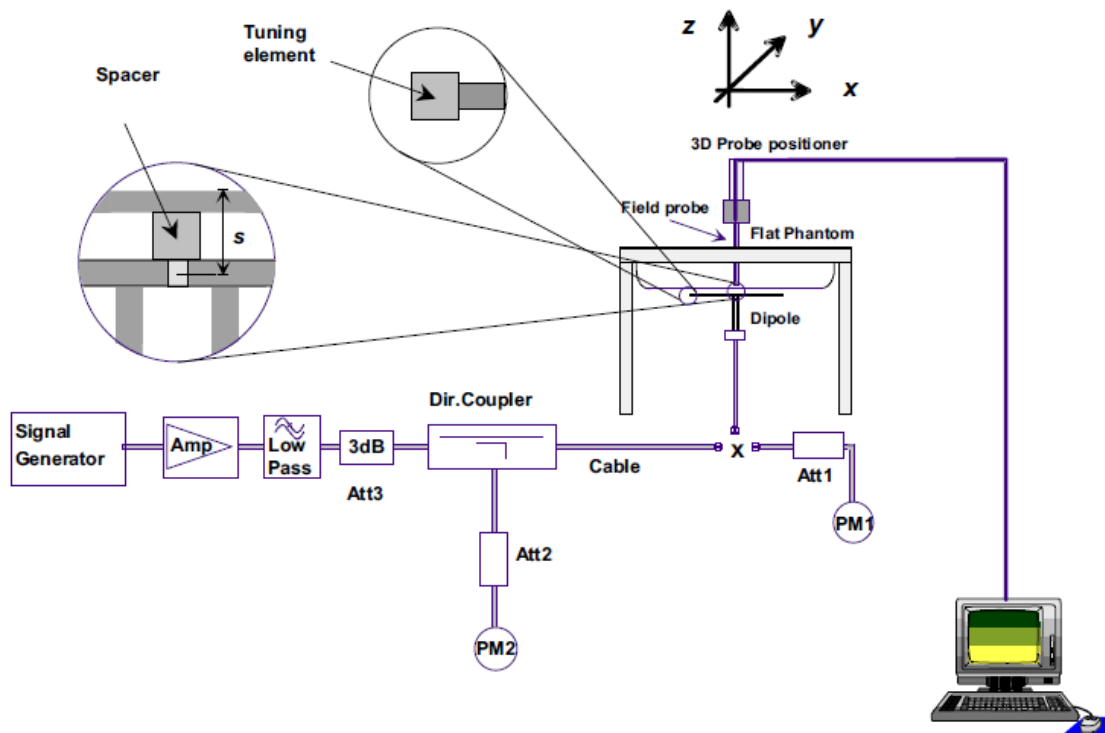 Tuning
element
Spacer
z
y
x
3D Probe positioner
Field probe
Flat Phantom
s
Dipole
Dir.Coupler
Signal
Generator
Amp
Low
Pass
3dB
Att3
Cable
X
Att1
PM1
Att2
PM2